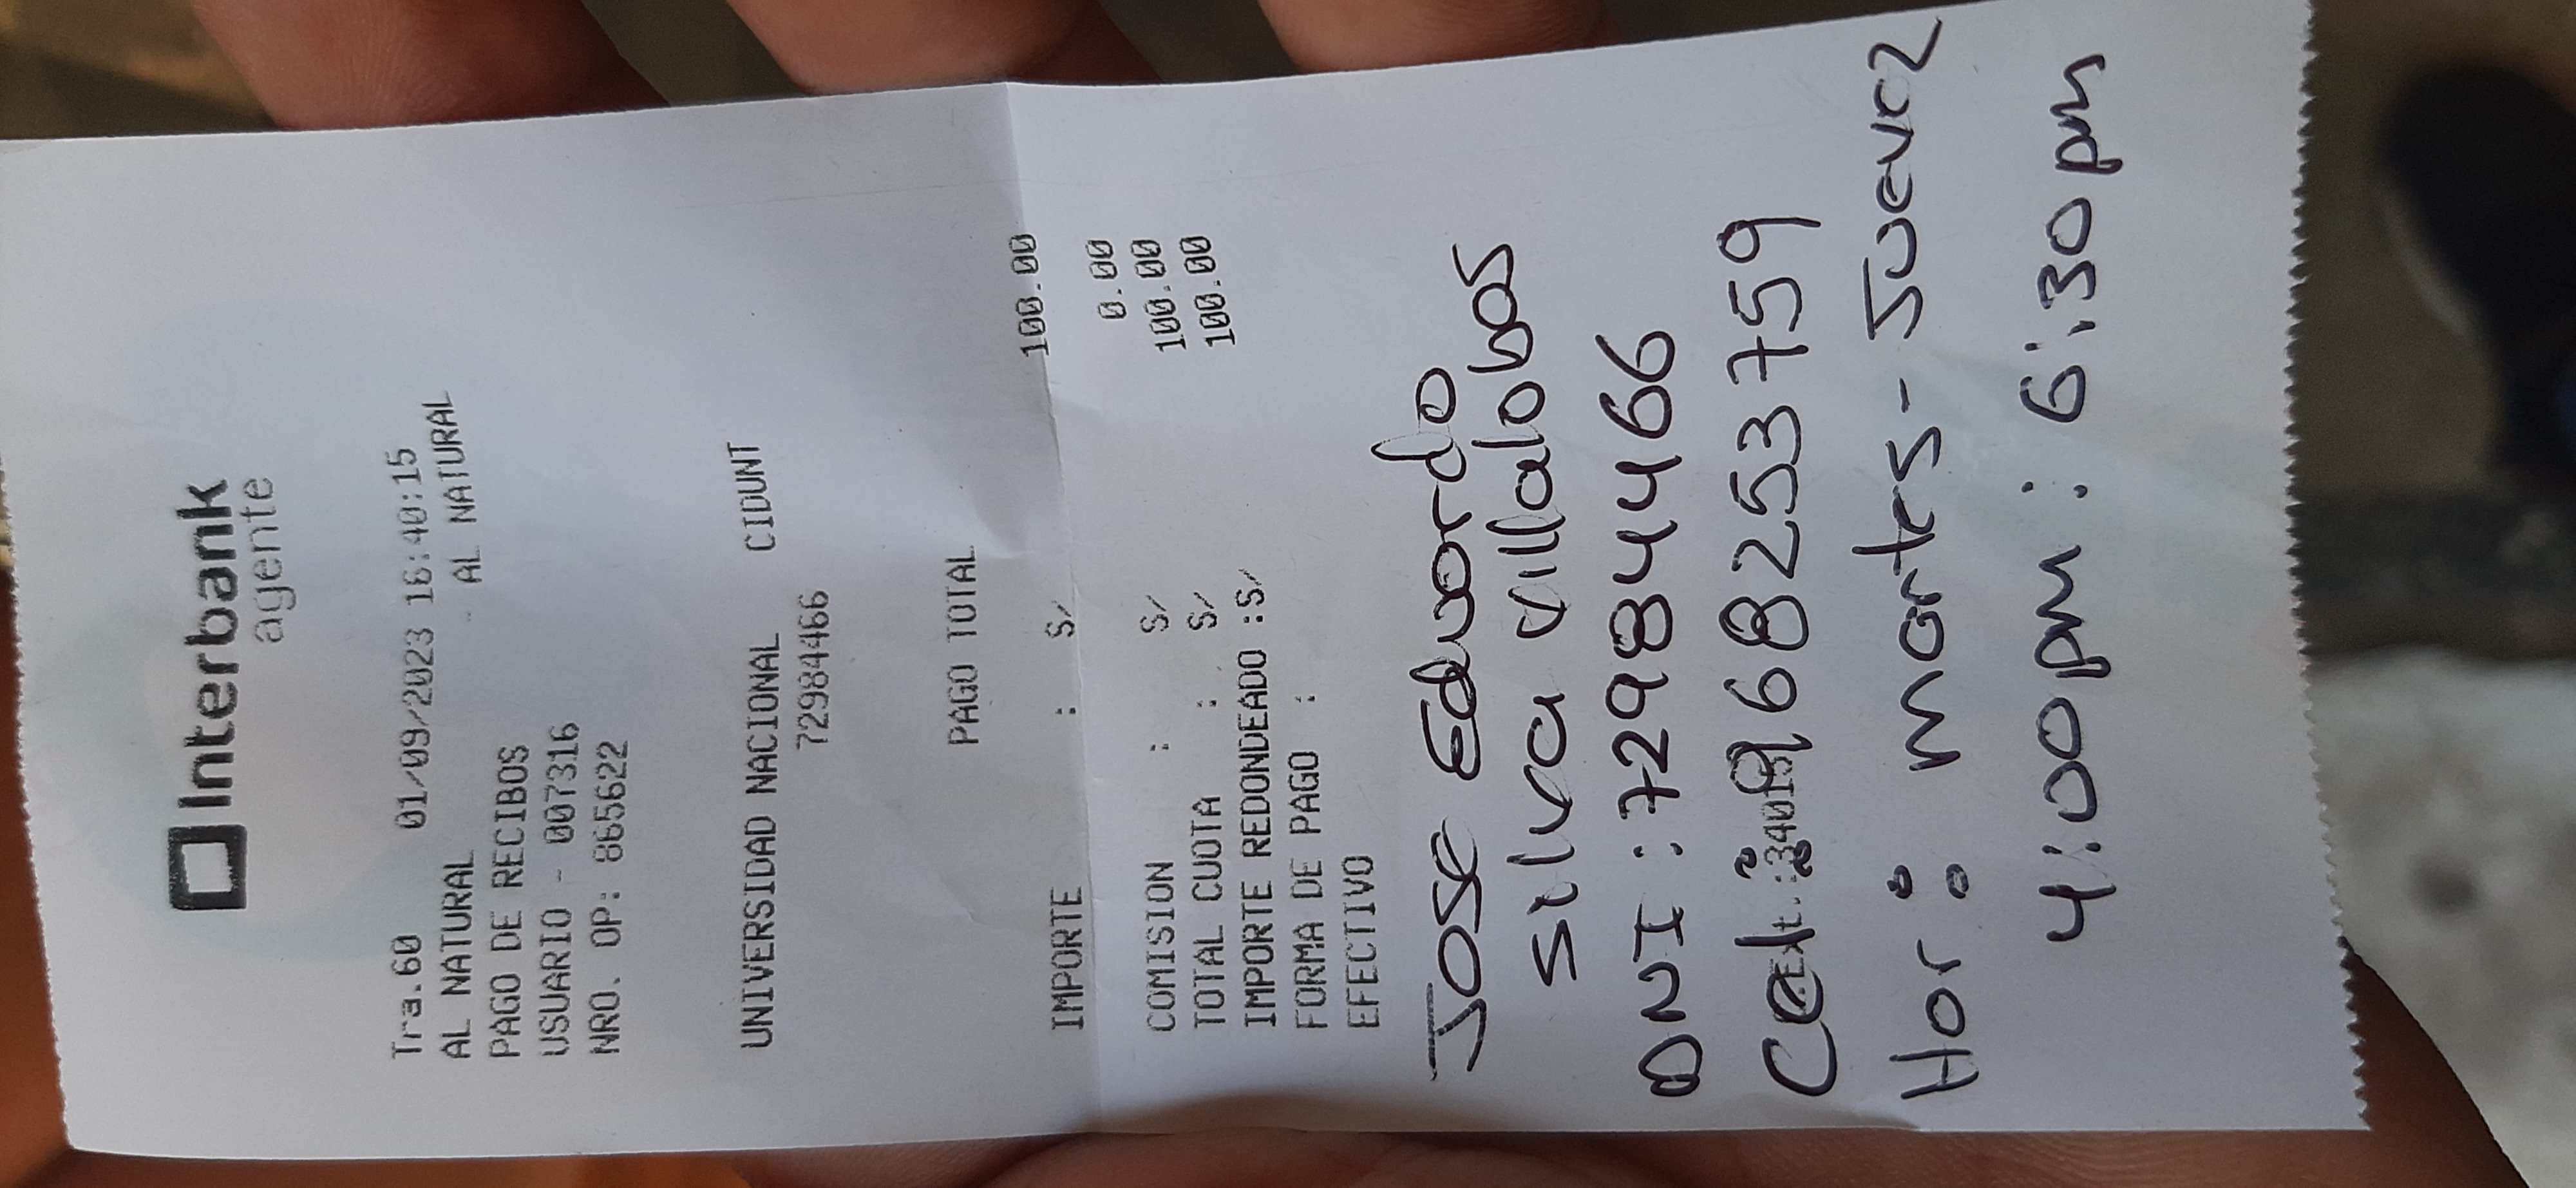 Interbank
agente
Tra.60 01/09/2023 16:40:15
AL NATURAL AL NATURAL
PAGO DE RECIBOS
USUARIO - 007316
NRO. OP: 865622
UNIVERSIDAD NACIONAL CIDUNT
72984466
PAGO TOTAL
IMPORTE : S/ 100.00
COMISION : S/ 0.00
TOTAL CUOTA : S/ 100.00
IMPORTE REDONDEADO :S/ 100.00
FORMA DE PAGO :
EFECTIVO
Jose Eduardo
Silva Villalobos
DNI : 72984466
Cel : 968253759
Hor : martes - Juevez
4:00pm : 6:30pm